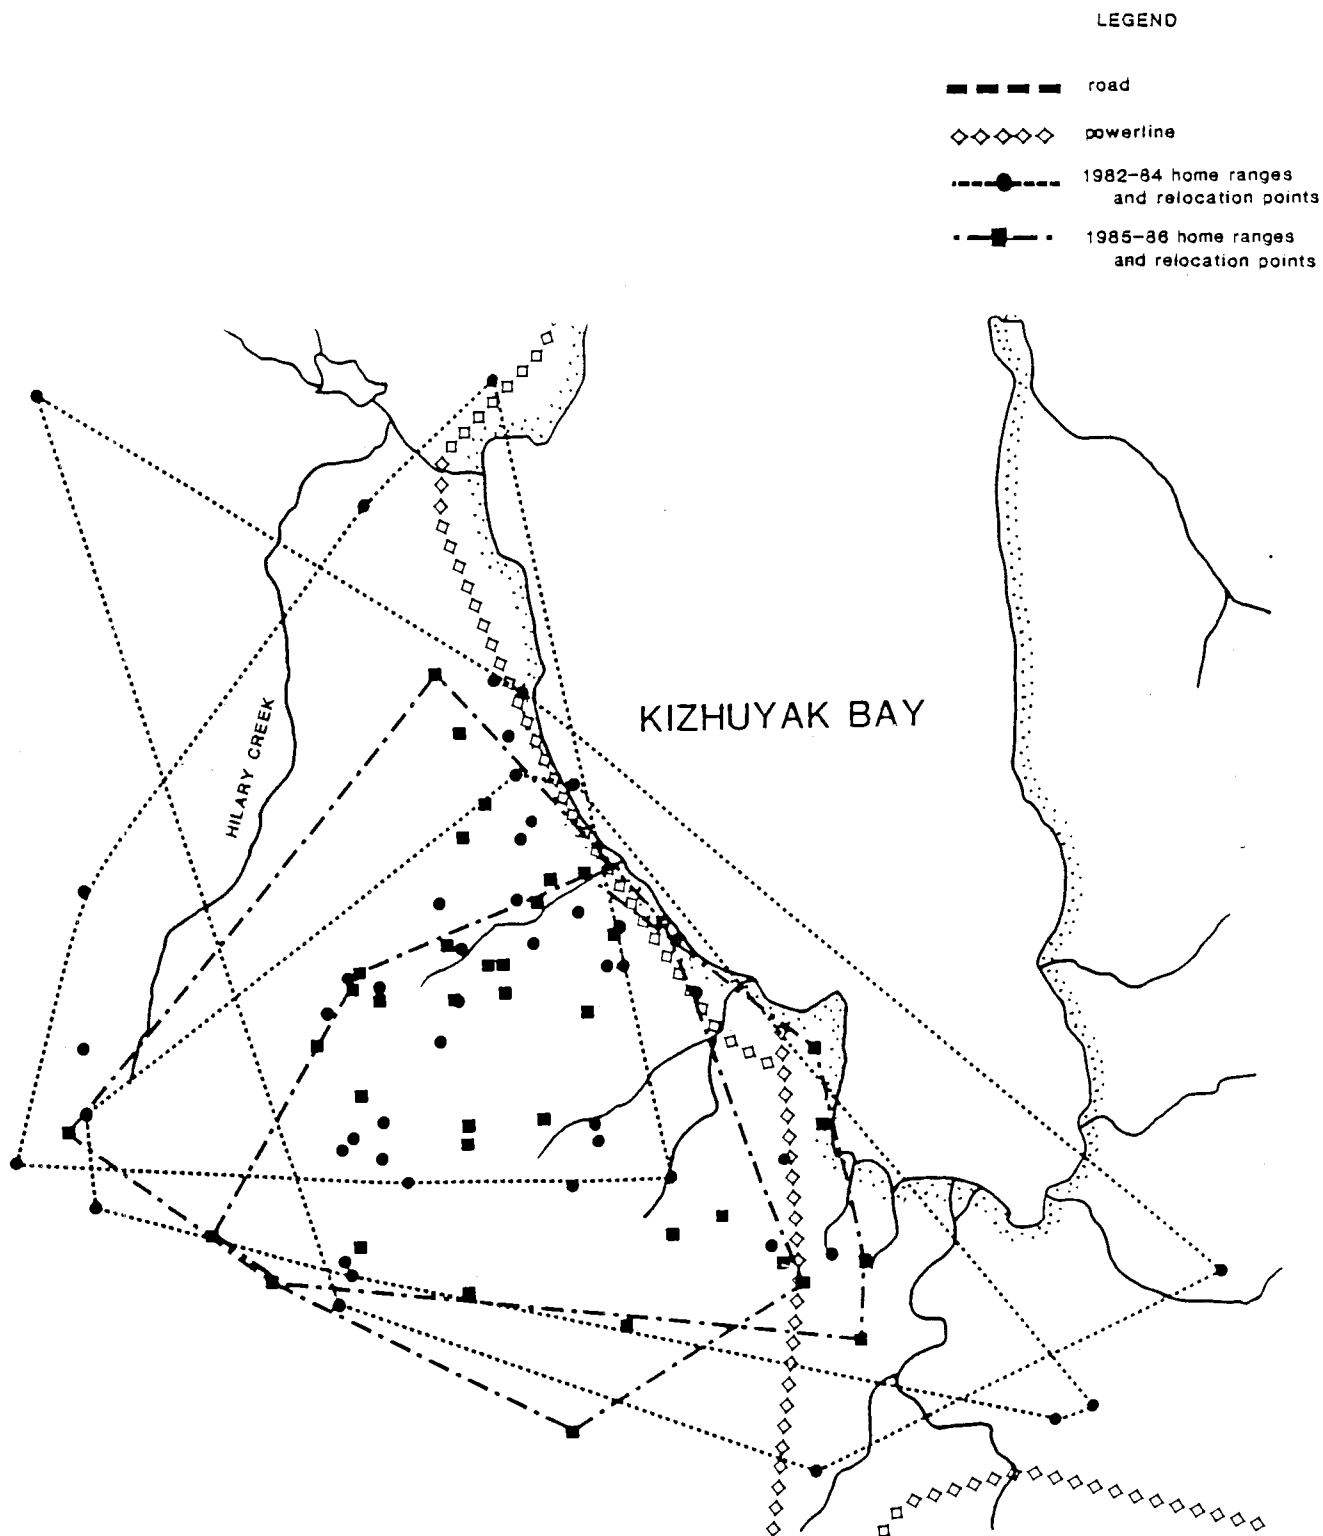 LEGEND
road
powerline
1982-84 home ranges
and relocation points
1985-86 home ranges
and relocation points
KIZHUYAK BAY
HILARY CREEK